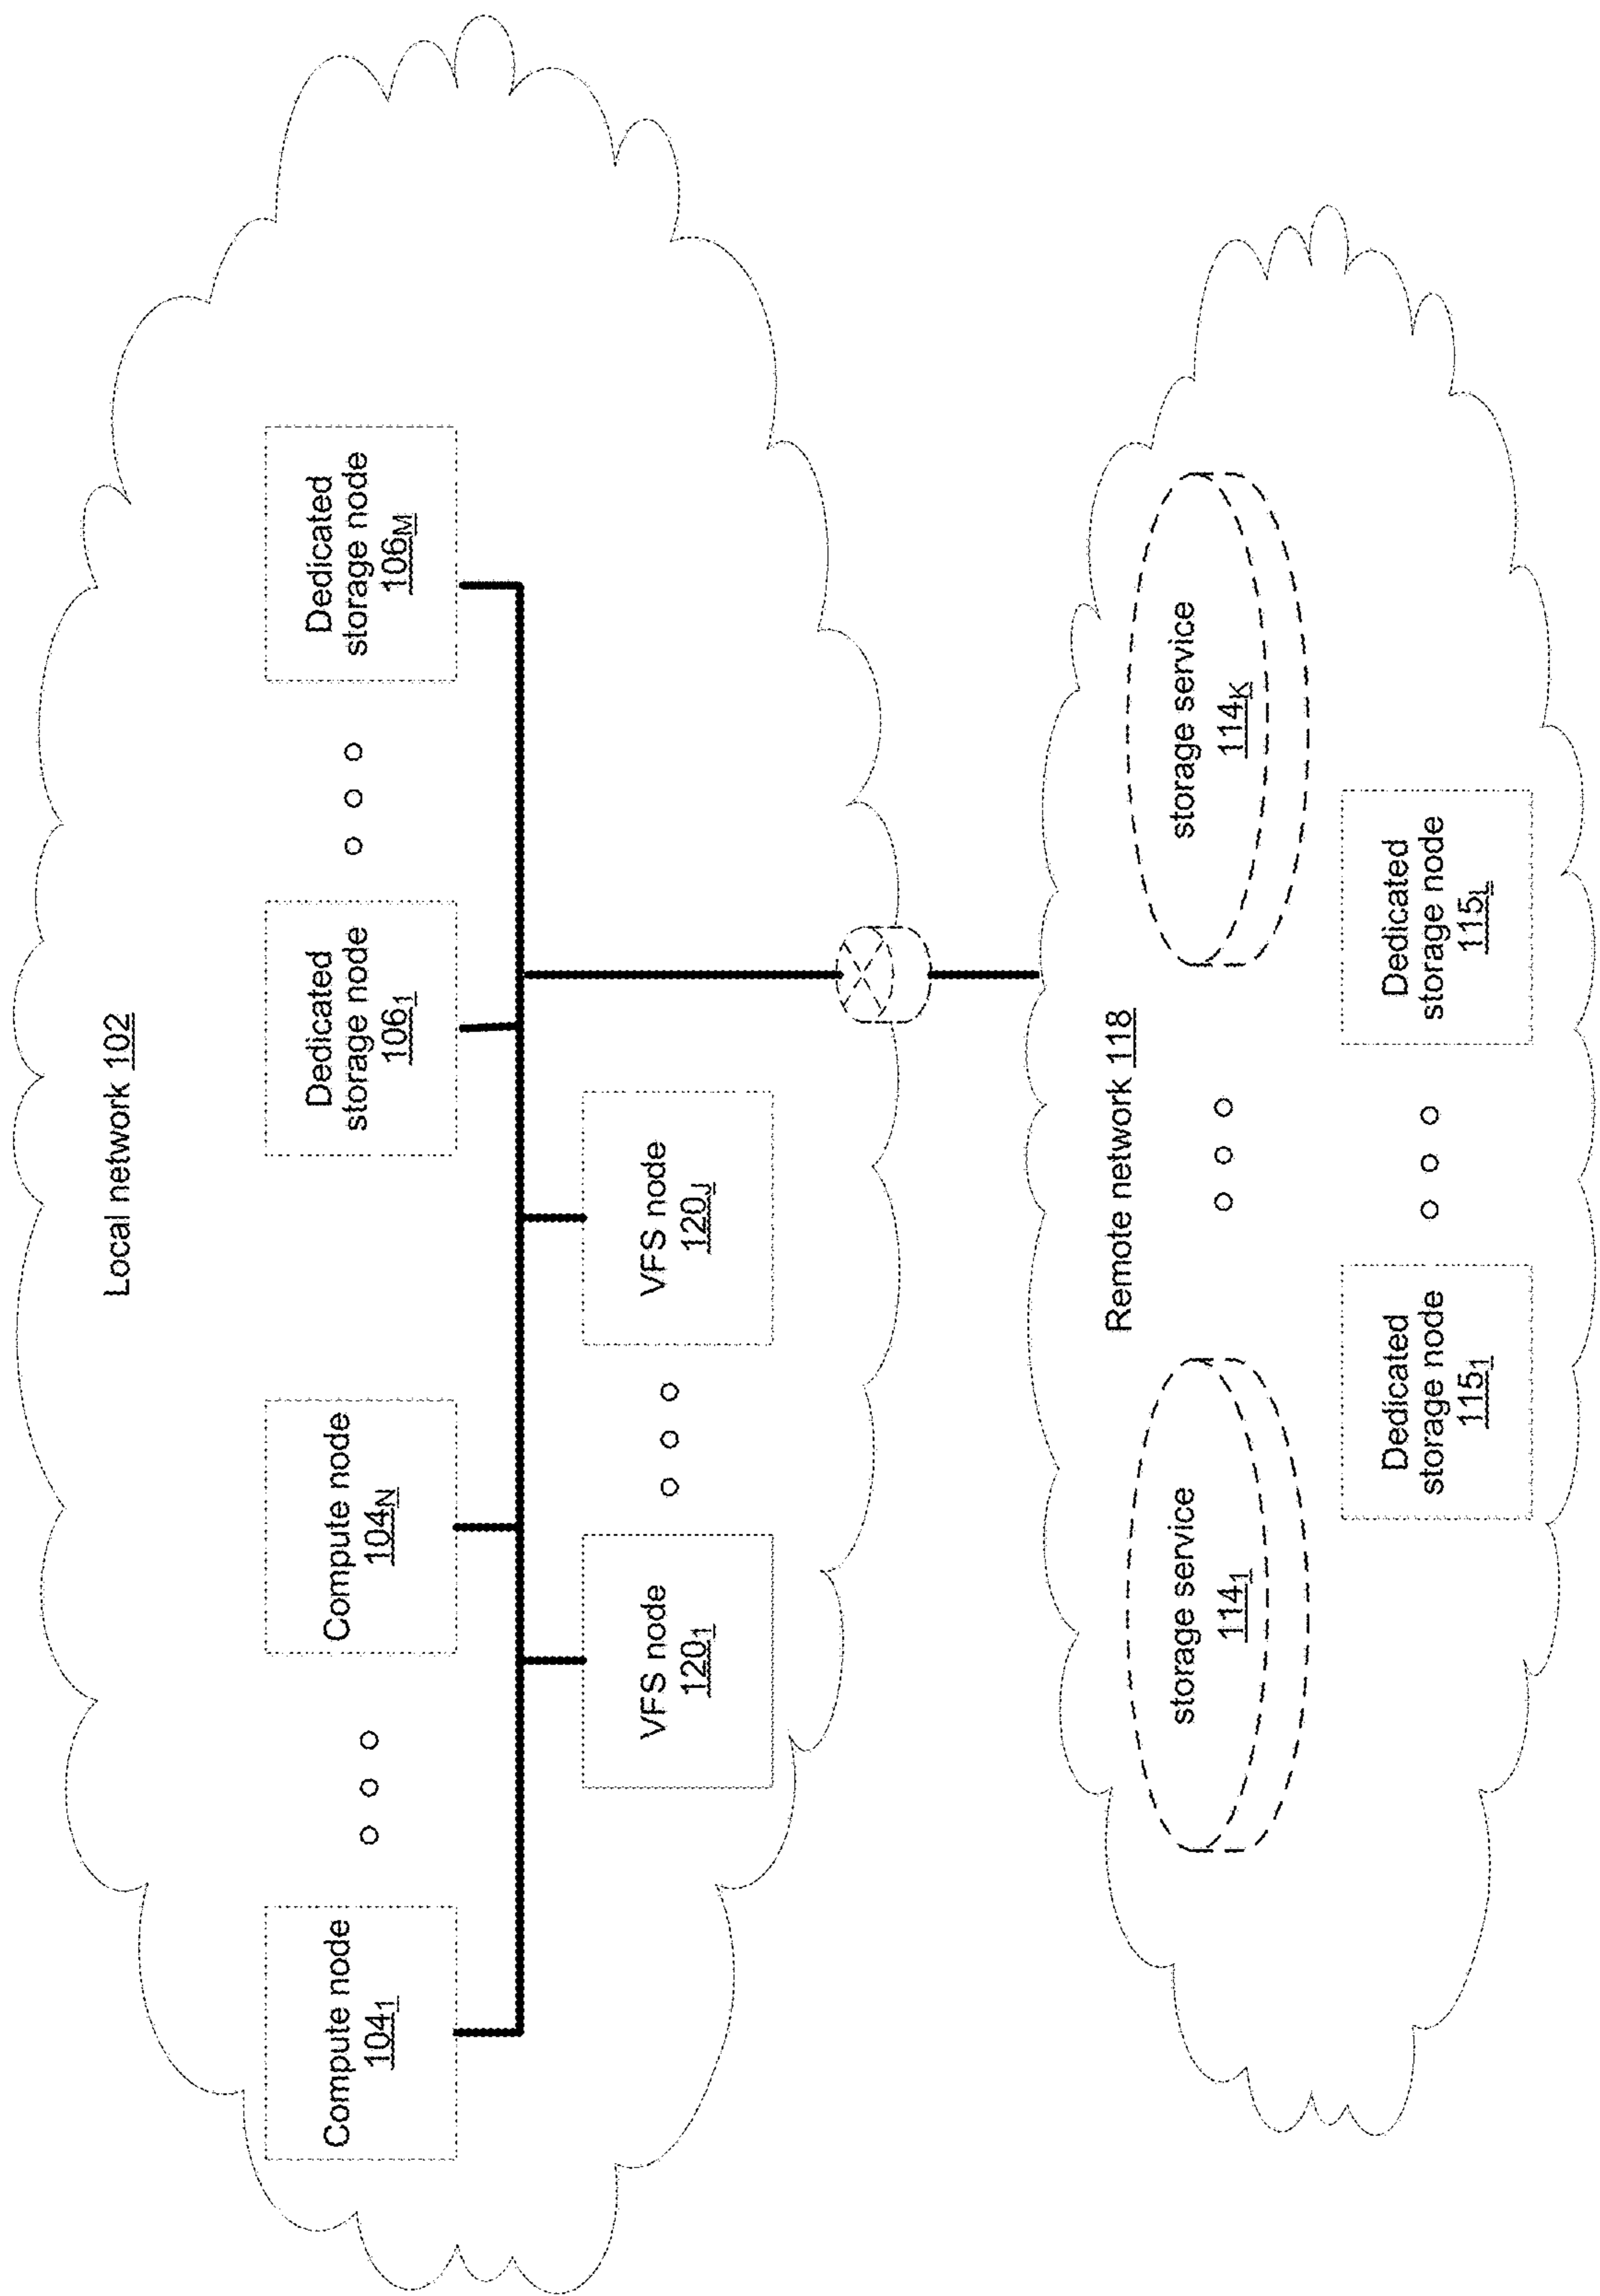 Local network 102
Compute node
104₁
Compute node
104N
Dedicated
storage node
106₁
Dedicated
storage node
106M
VFS node
120₁
VFS node
120J
Remote network 118
storage service
114₁
storage service
114K
Dedicated
storage node
115₁
Dedicated
storage node
115L